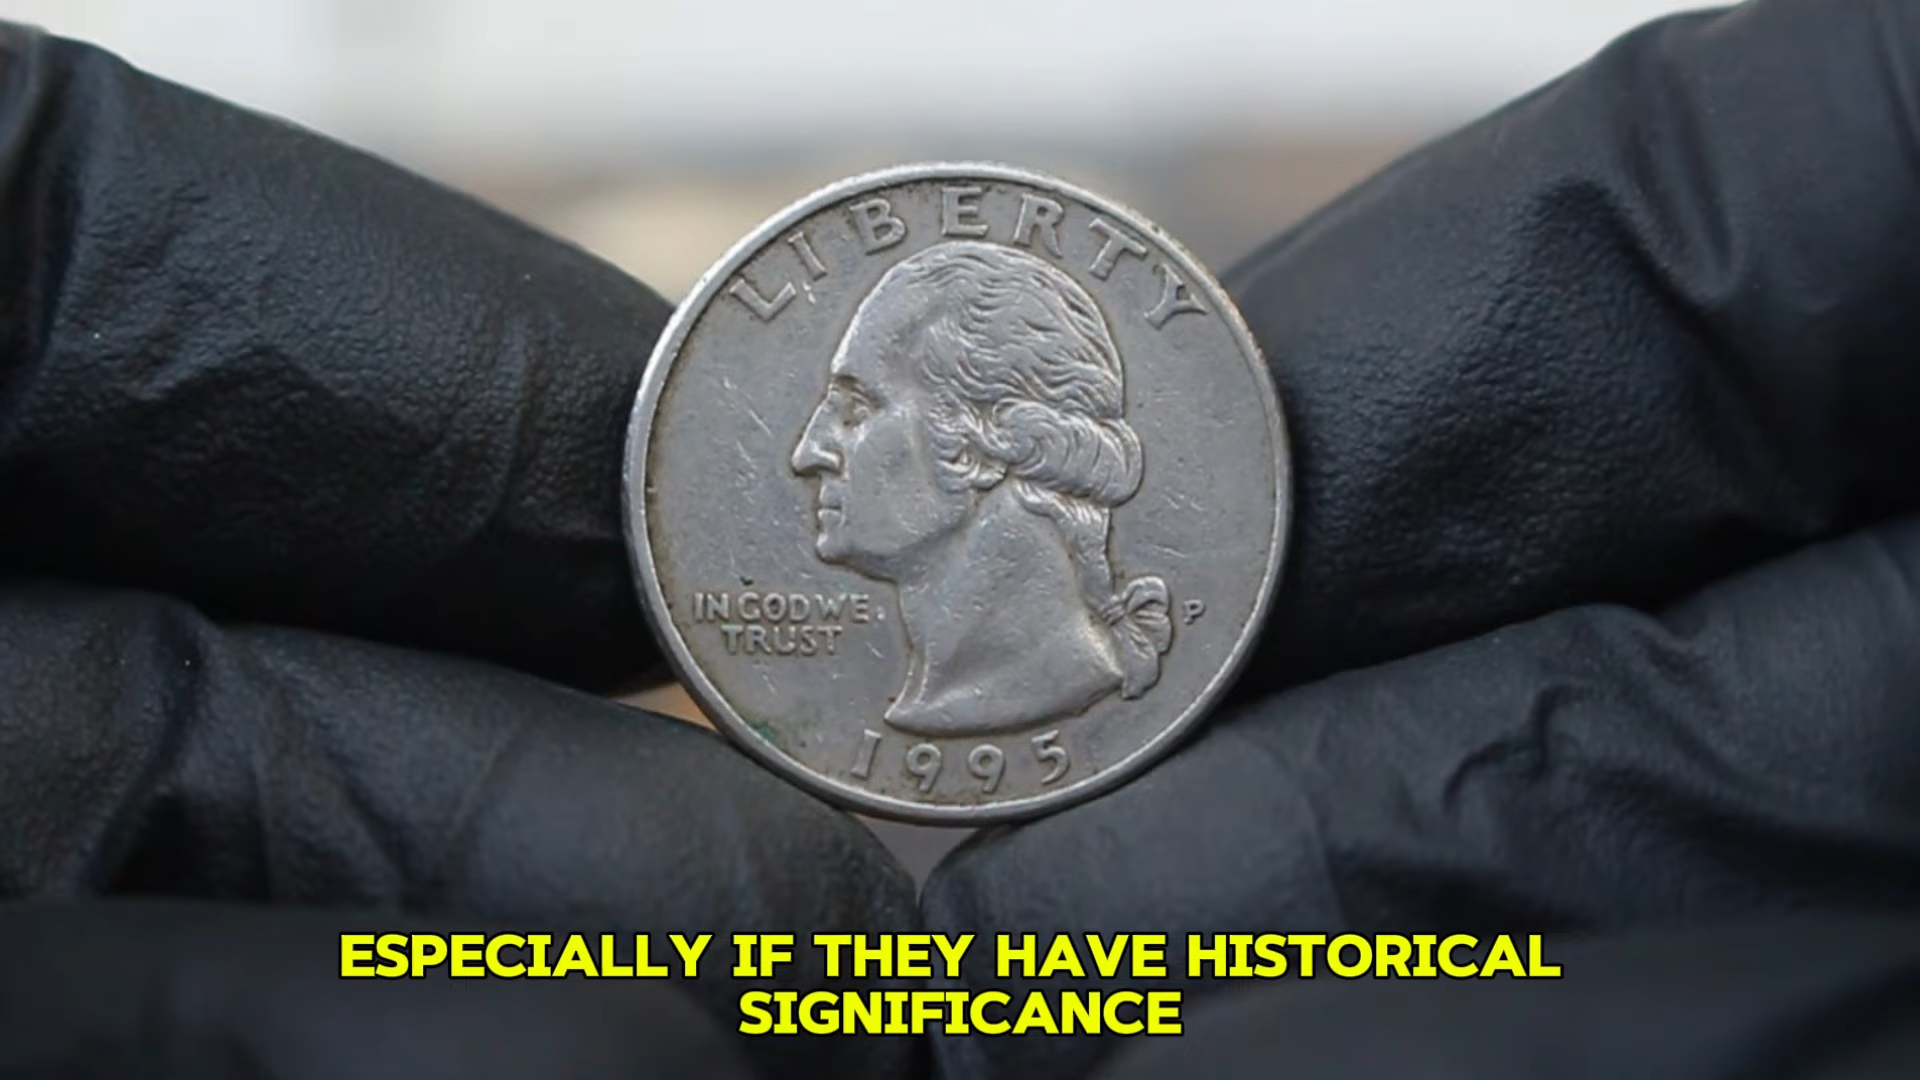 LIBERTY
IN GOD WE
TRUST
P
1995
ESPECIALLY IF THEY HAVE HISTORICAL
SIGNIFICANCE